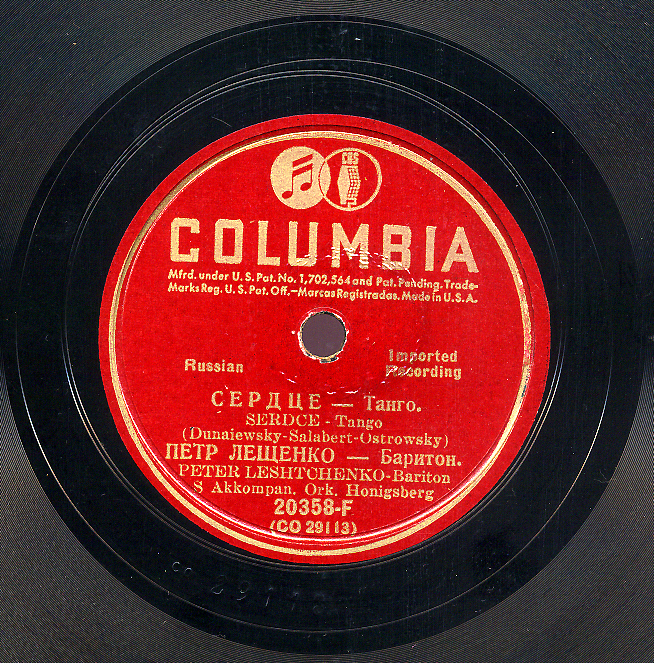 CBS
COLUMBIA
Mfrd. under U.S. Pat. No. 1,702,564 and Pat. Pending. Trade-
Marks Reg. U.S. Pat. Off.—Marcas Registradas. Made in U.S.A.
Russian
Imported
Recording
СЕРДЦЕ — Танго.
SERDCE - Tango
(Dunaiewsky-Salabert-Ostrowsky)
ПЕТР ЛЕЩЕНКО — Баритон.
PETER LESHTCHENKO-Bariton
S Akkompan. Ork. Honigsberg
20358-F
(CO 29113)